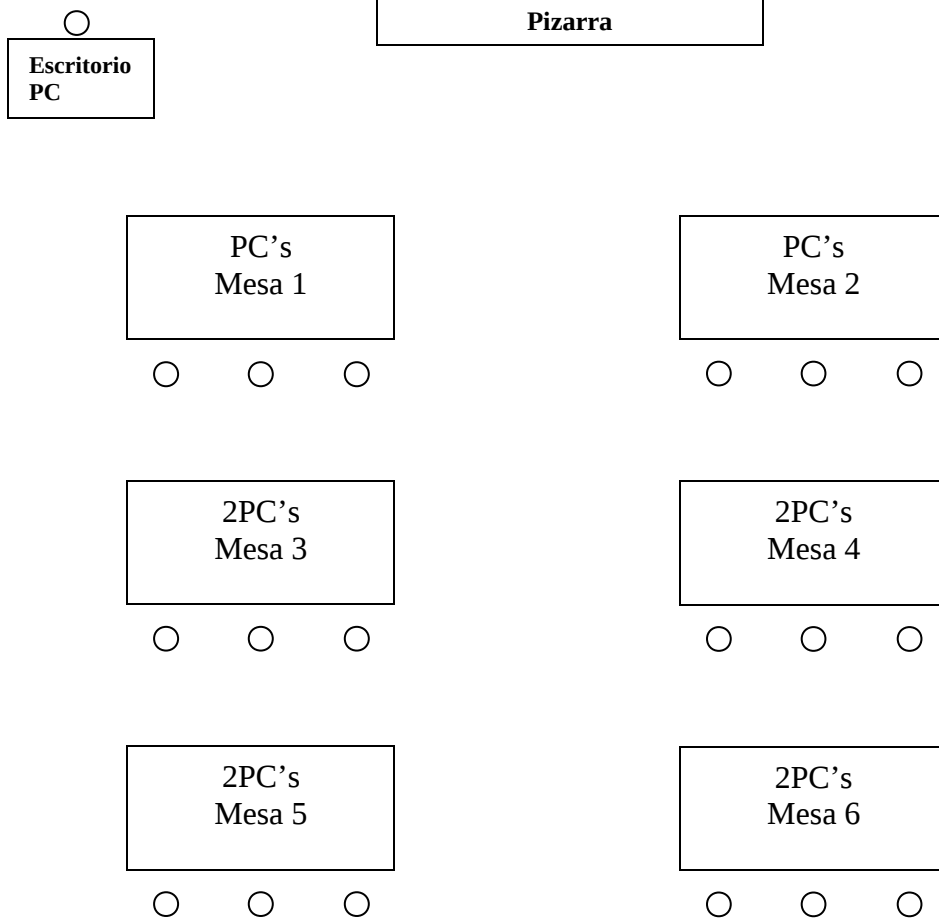 Pizarra
Escritorio
PC
PC’s
Mesa 1
PC’s
Mesa 2
2PC’s
Mesa 3
2PC’s
Mesa 4
2PC’s
Mesa 5
2PC’s
Mesa 6